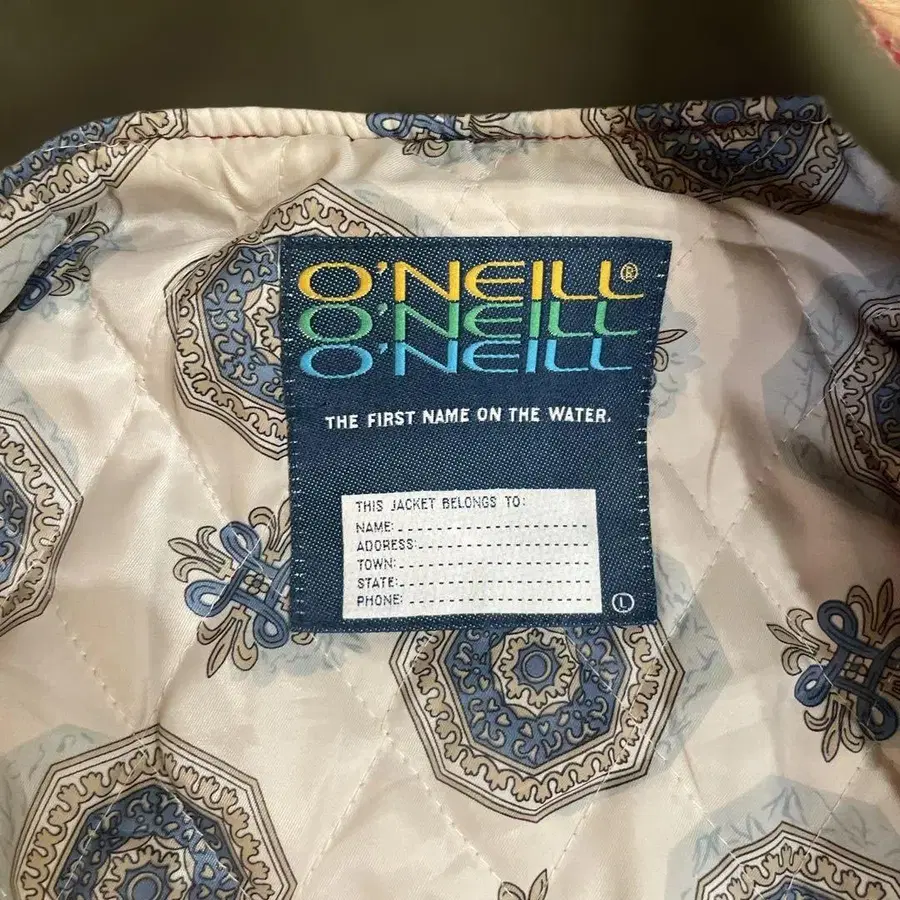 O'NEILL®
O'NEILL
O'NEILL
THE FIRST NAME ON THE WATER.
THIS JACKET BELONGS TO:
NAME:
ADDRESS:
TOWN:
STATE:
PHONE:
L